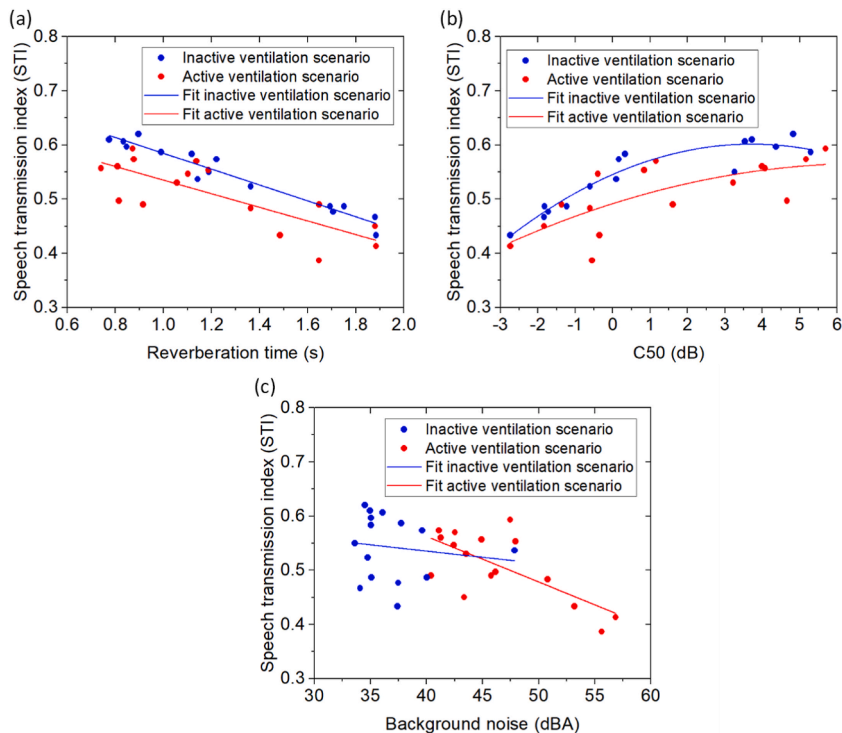 (a)
Speech transmission index (STI)
0.8
0.7
0.6
0.5
0.4
0.3
Inactive ventilation scenario
Active ventilation scenario
Fit inactive ventilation scenario
Fit active ventilation scenario
0.6 0.8 1.0 1.2 1.4 1.6 1.8 2.0
Reverberation time (s)
(b)
Speech transmission index (STI)
0.8
0.7
0.6
0.5
0.4
0.3
Inactive ventilation scenario
Active ventilation scenario
Fit inactive ventilation scenario
Fit active ventilation scenario
-3 -2 -1 0 1 2 3 4 5 6
C50 (dB)
(c)
Speech transmission index (STI)
0.8
0.7
0.6
0.5
0.4
0.3
Inactive ventilation scenario
Active ventilation scenario
Fit inactive ventilation scenario
Fit active ventilation scenario
30 35 40 45 50 55 60
Background noise (dBA)